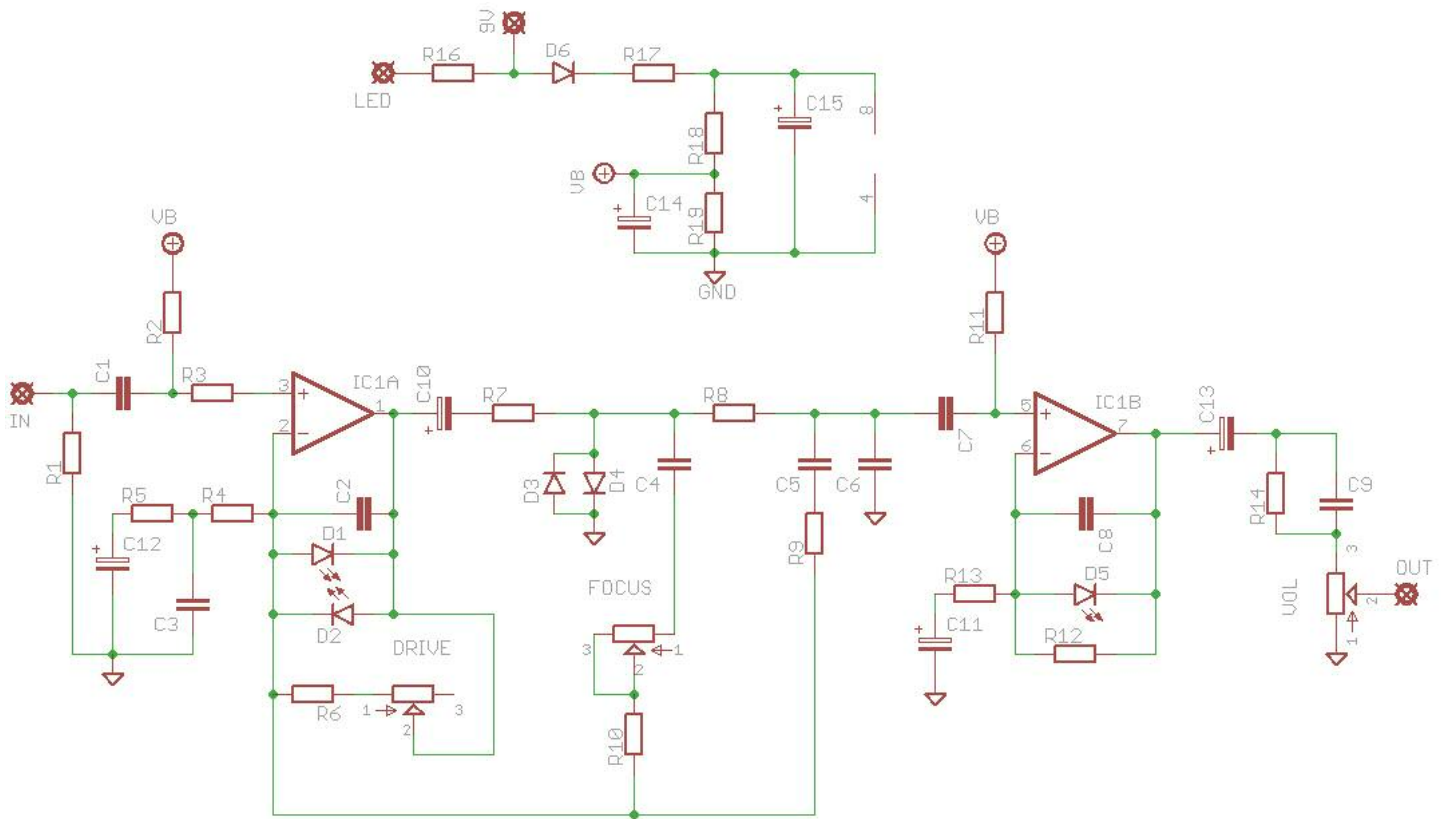 9V
R16
D6
R17
LED
C15
8
R18
VB
C14
R19
4
GND
VB
VB
R2
R11
IN
C1
R3
3
2
IC1A
1
C10
R7
R8
C7
5
6
IC1B
7
C13
R1
R5
R4
C2
D3
D4
C4
C5
C6
C8
R14
C9
C12
D1
R9
C3
D2
FOCUS
R13
D5
C11
R12
3
VOL
2
1
OUT
DRIVE
3
1
2
R6
1
3
2
R10